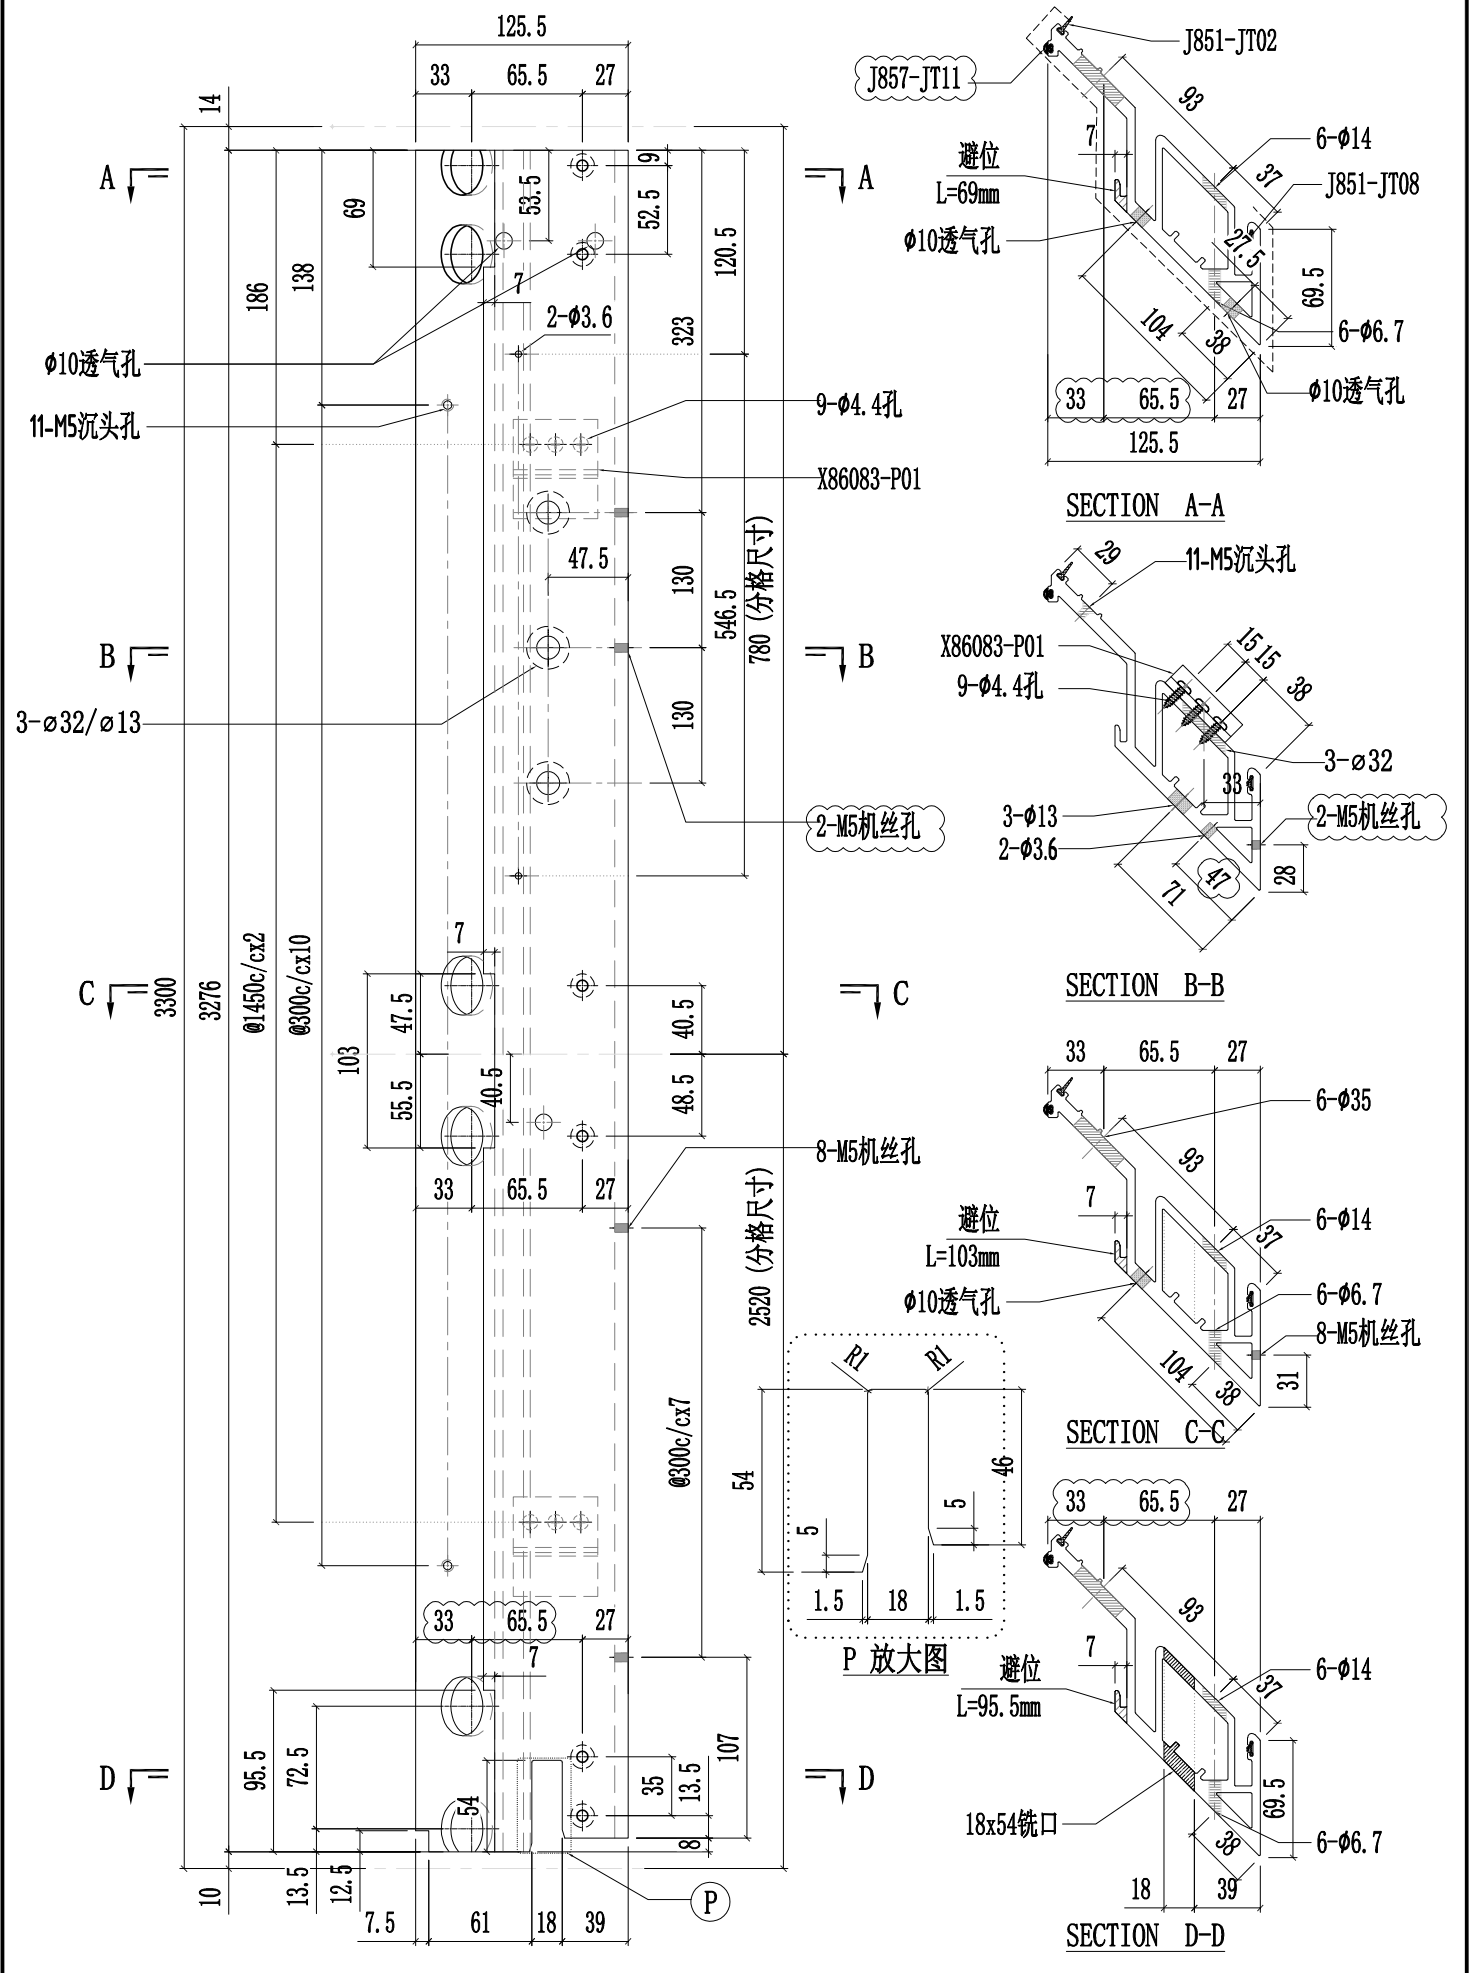 125.5
33
65.5
27
14
A
A
69
53.5
9
52.5
120.5
186
138
7
2-φ3.6
323
φ10透气孔
11-M5沉头孔
9-φ4.4孔
X86083-P01
47.5
130
546.5
780 (分格尺寸)
B
B
130
3-⌀32/⌀13
2-M5机丝孔
7
C
C
3300
3276
@1450c/cx2
@300c/cx10
103
47.5
55.5
40.5
40.5
48.5
8-M5机丝孔
33
65.5
27
2520 (分格尺寸)
@300c/cx7
33
65.5
27
7
95.5
72.5
54
35
13.5
107
8
D
D
10
13.5
12.5
7.5
61
18
39
P
R1
R1
54
46
5
5
1.5
18
1.5
P 放大图
J851-JT02
J857-JT11
93
7
6-φ14
避位
L=69mm
37
J851-JT08
φ10透气孔
27.5
69.5
104
38
6-φ6.7
φ10透气孔
33
65.5
27
125.5
SECTION A-A
29
11-M5沉头孔
X86083-P01
9-φ4.4孔
15
15
38
3-⌀32
33
3-φ13
2-φ3.6
2-M5机丝孔
71
47
28
SECTION B-B
33
65.5
27
6-φ35
93
7
避位
L=103mm
6-φ14
37
φ10透气孔
6-φ6.7
8-M5机丝孔
104
38
31
SECTION C-C
33
65.5
27
93
7
避位
L=95.5mm
6-φ14
37
69.5
18x54铣口
38
6-φ6.7
18
39
SECTION D-D